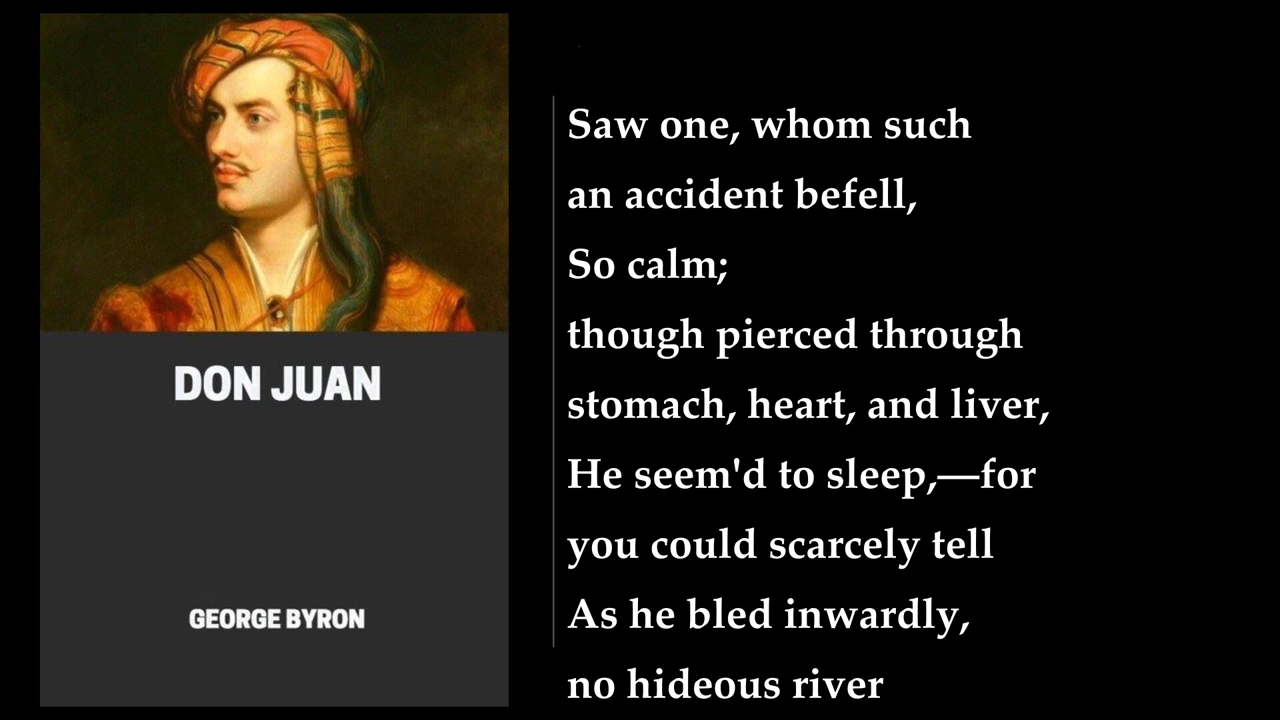 DON JUAN
GEORGE BYRON
Saw one, whom such
an accident befell,
So calm;
though pierced through
stomach, heart, and liver,
He seem'd to sleep,—for
you could scarcely tell
As he bled inwardly,
no hideous river